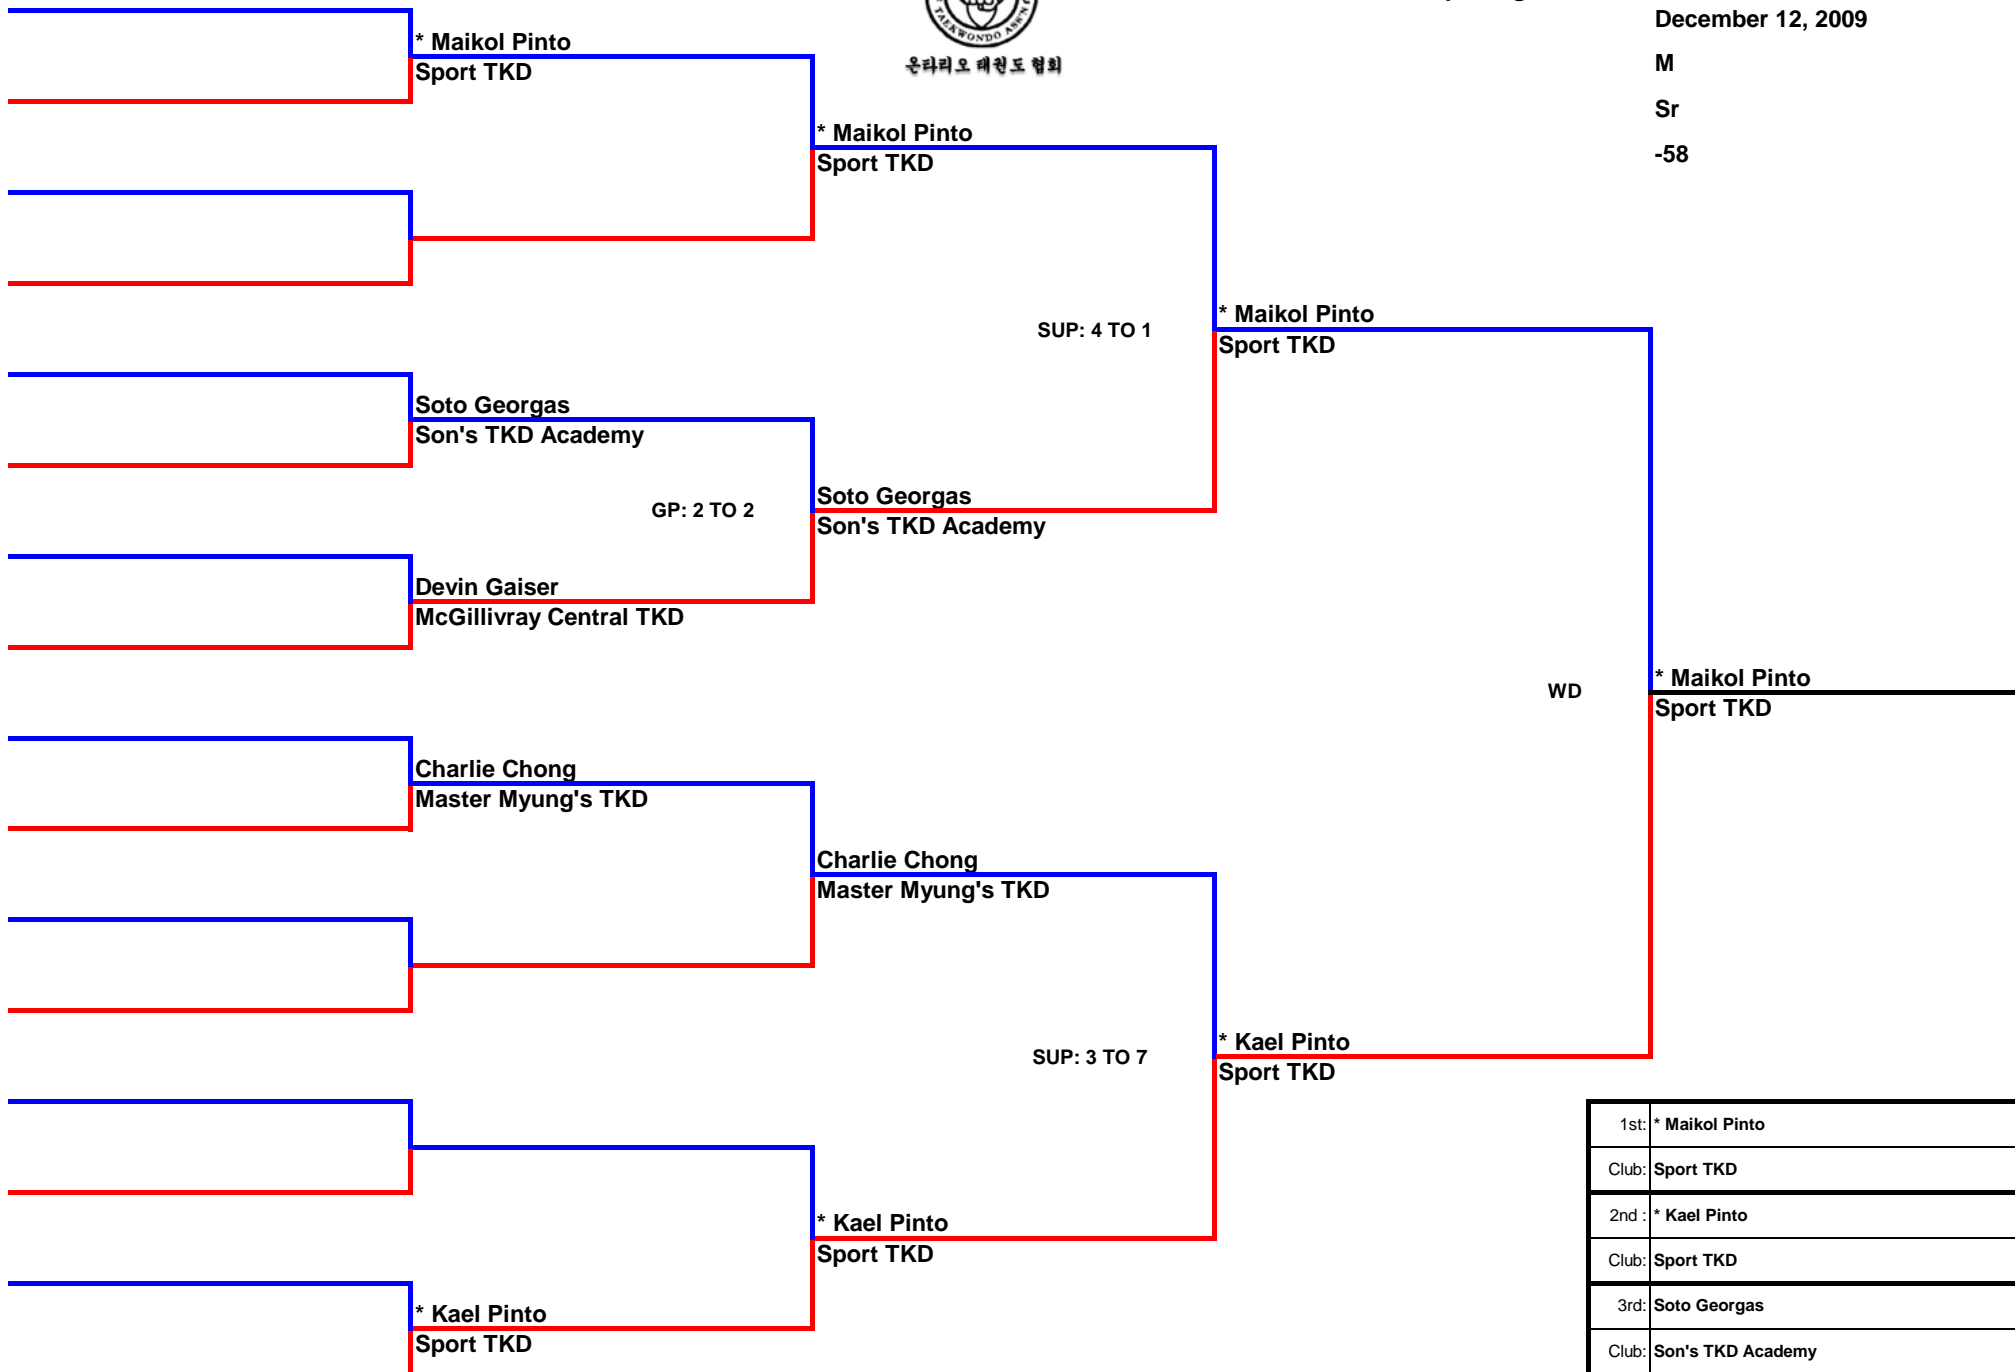 TAEKWONDO ASS'N
온타리오 태권도 협회
December 12, 2009
M
Sr
-58
* Maikol Pinto
Sport TKD
* Maikol Pinto
Sport TKD
SUP: 4 TO 1
* Maikol Pinto
Sport TKD
Soto Georgas
Son's TKD Academy
GP: 2 TO 2
Soto Georgas
Son's TKD Academy
Devin Gaiser
McGillivray Central TKD
WD
* Maikol Pinto
Sport TKD
Charlie Chong
Master Myung's TKD
Charlie Chong
Master Myung's TKD
SUP: 3 TO 7
* Kael Pinto
Sport TKD
* Kael Pinto
Sport TKD
* Kael Pinto
Sport TKD
1st: * Maikol Pinto
Club: Sport TKD
2nd : * Kael Pinto
Club: Sport TKD
3rd: Soto Georgas
Club: Son's TKD Academy